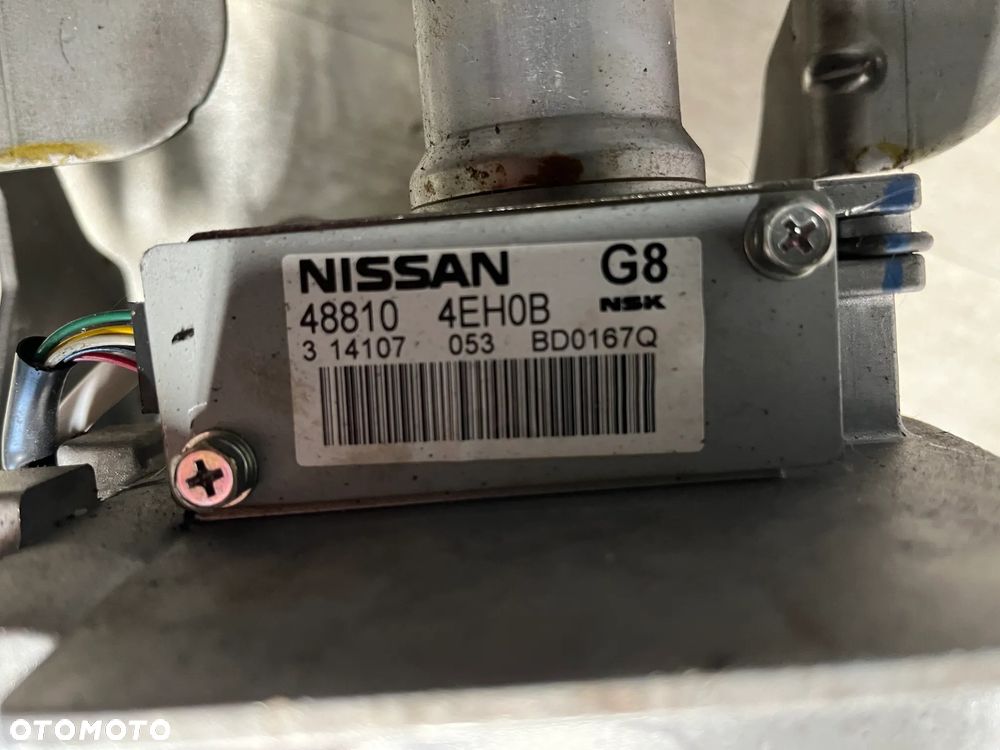 NISSAN G8
48810 4EH0B NSK
3 14107 053 BD0167Q
OTOMOTO